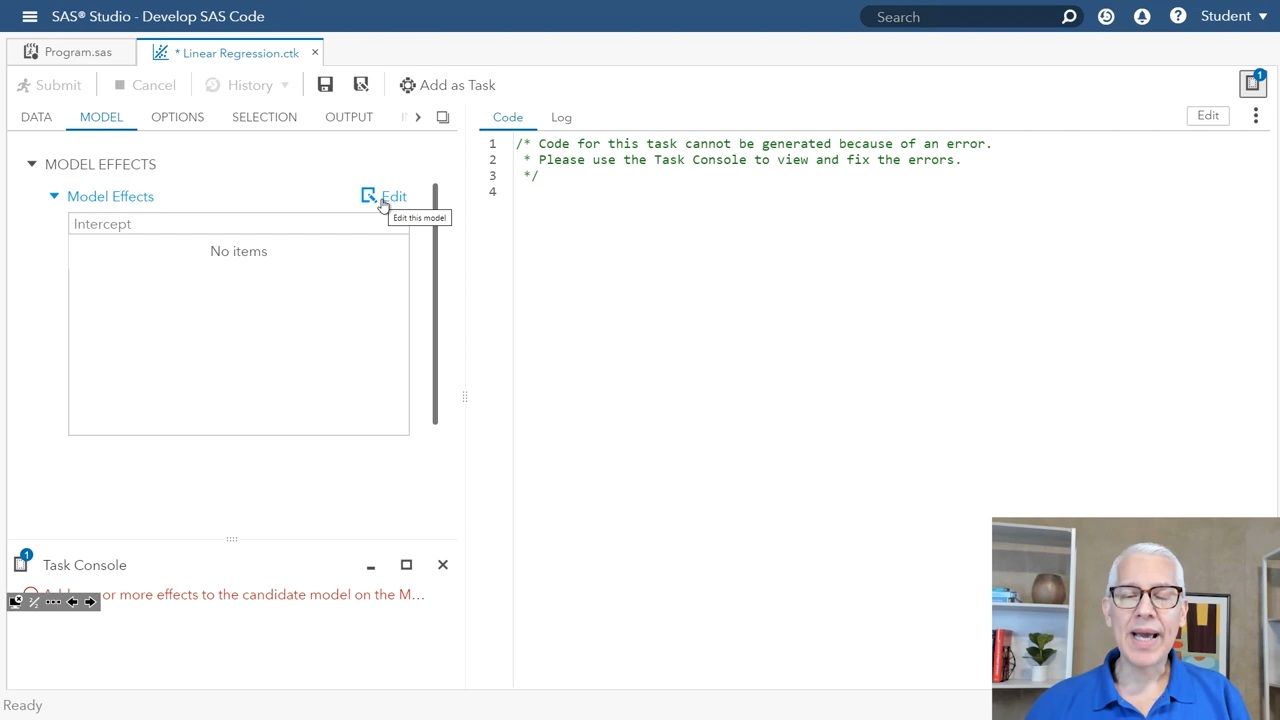 SAS® Studio - Develop SAS Code
Search
Student
Program.sas
* Linear Regression.ctk
Submit
Cancel
History
Add as Task
1
DATA
MODEL
OPTIONS
SELECTION
OUTPUT
Code
Log
Edit
MODEL EFFECTS
Model Effects
Edit
Edit this model
Intercept
No items
1 /* Code for this task cannot be generated because of an error.
2 * Please use the Task Console to view and fix the errors.
3 */
4
1
Task Console
or more effects to the candidate model on the M...
Ready